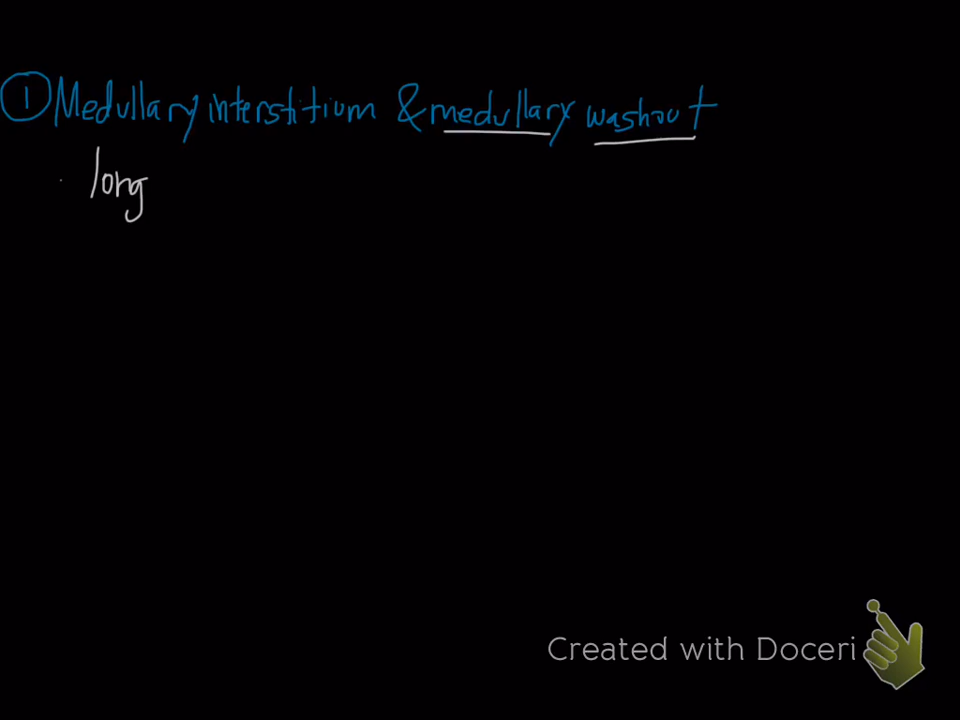 ① Medullary interstitium & medullary washout
long
Created with Doceri